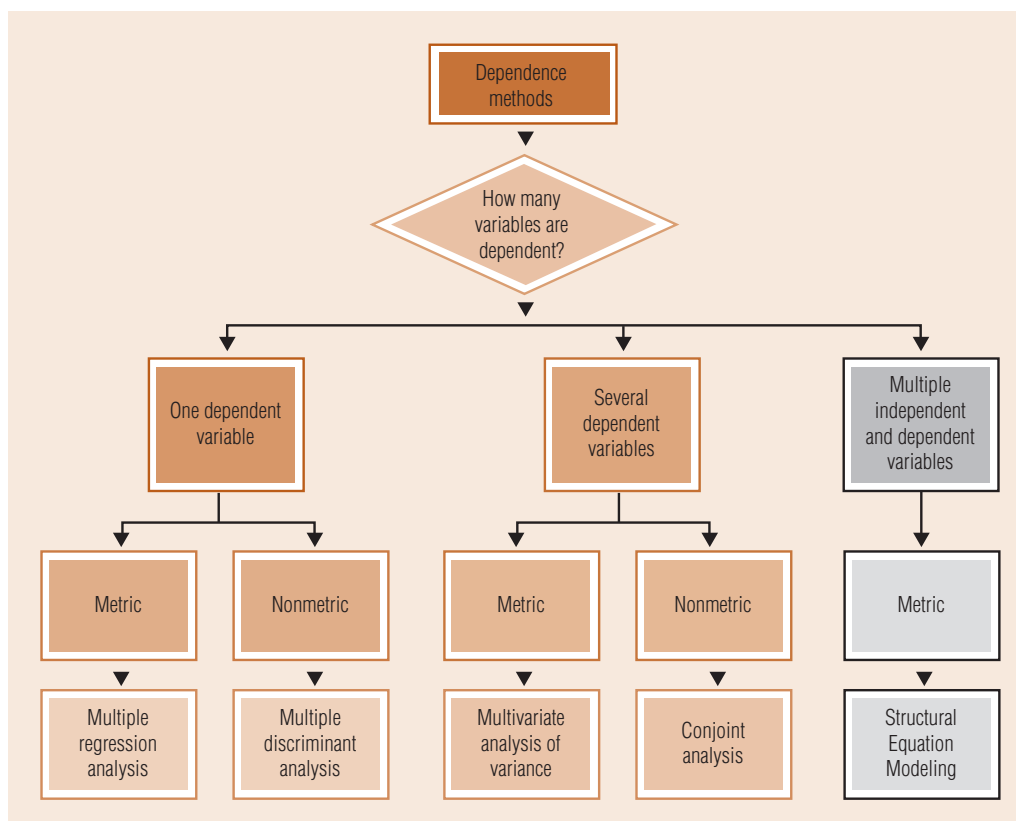 Dependence
methods
How many
variables are
dependent?
One dependent
variable
Several
dependent
variables
Multiple
independent
and dependent
variables
Metric
Nonmetric
Metric
Nonmetric
Metric
Multiple
regression
analysis
Multiple
discriminant
analysis
Multivariate
analysis of
variance
Conjoint
analysis
Structural
Equation
Modeling